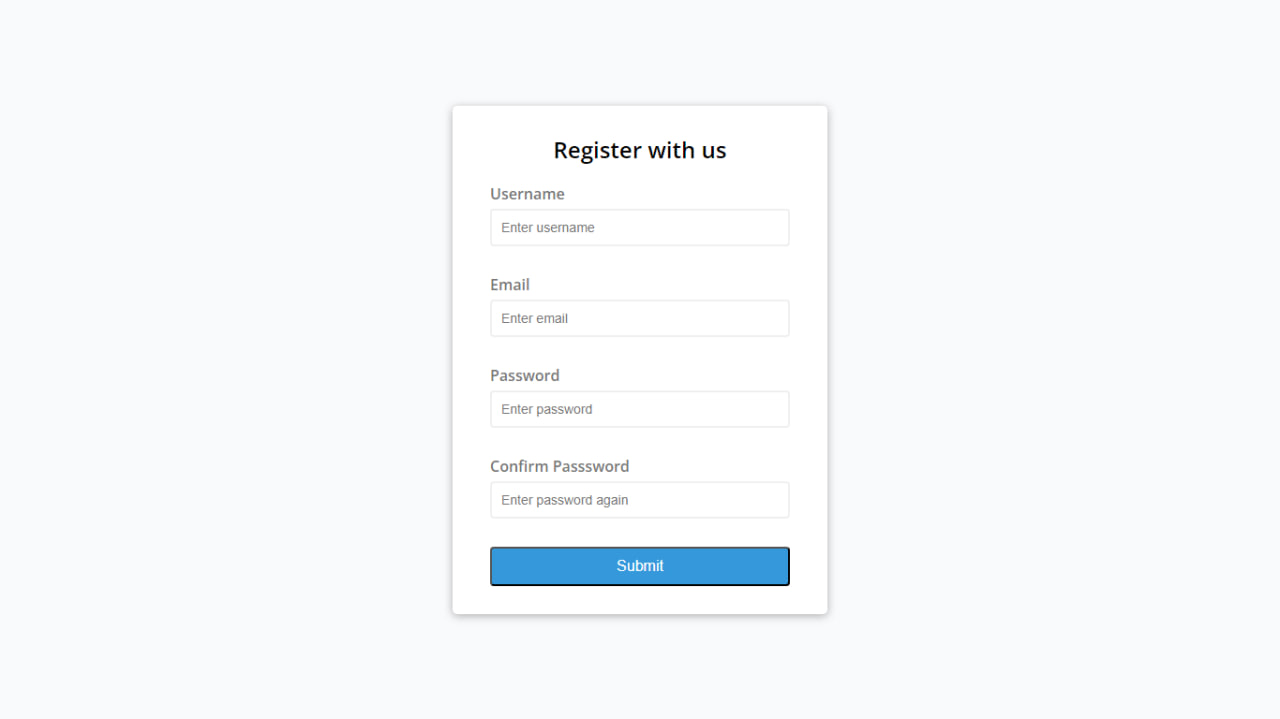 Register with us
Username
Enter username
Email
Enter email
Password
Enter password
Confirm Passsword
Enter password again
Submit